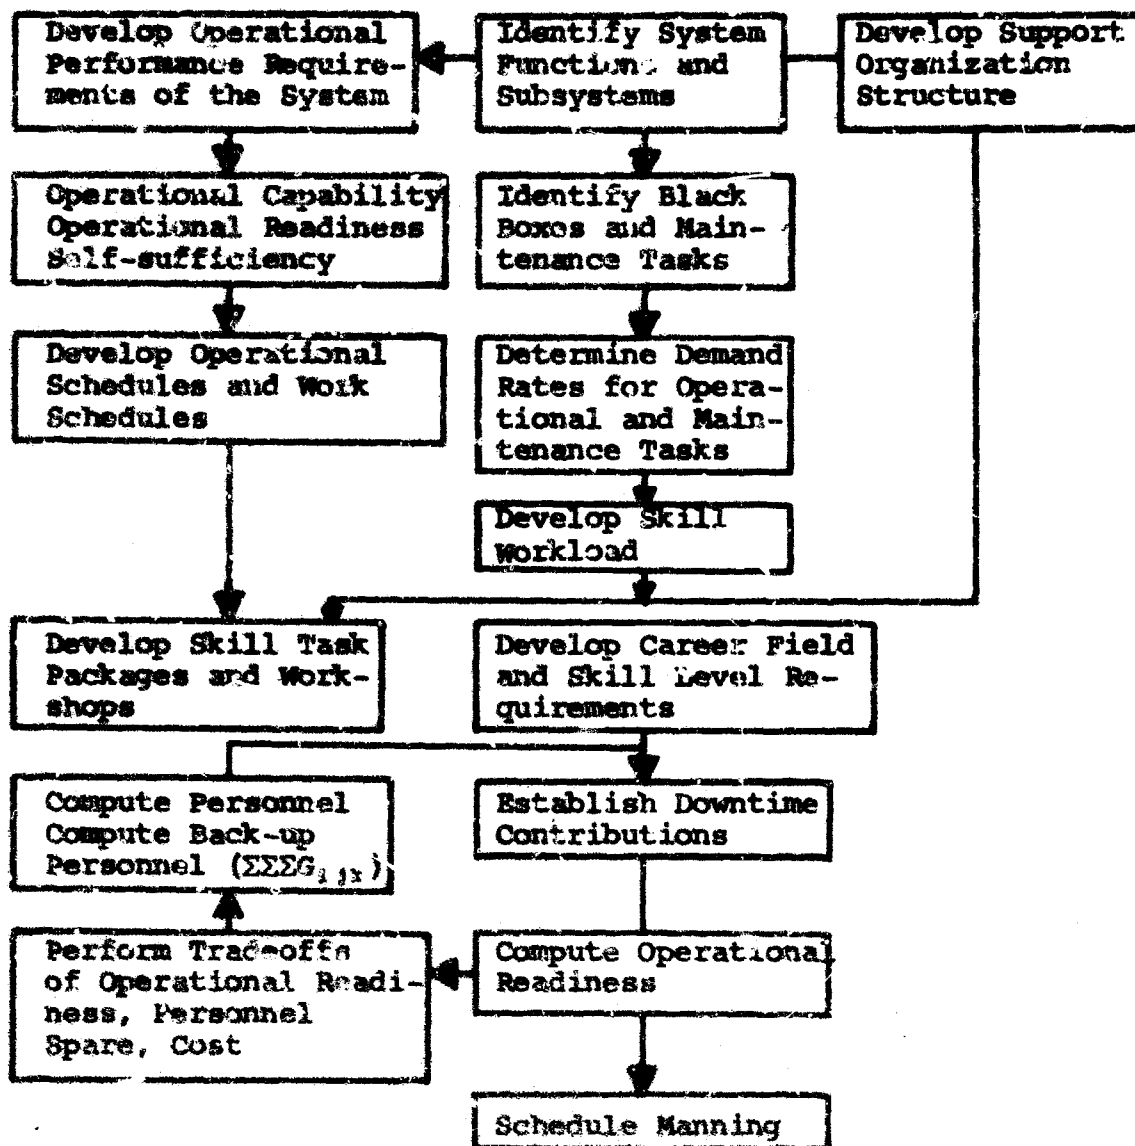 Develop Operational
Performance Require-
ments of the System
Identify System
Functions and
Subsystems
Develop Support
Organization
Structure
Operational Capability
Operational Readiness
Self-sufficiency
Identify Black
Boxes and Main-
tenance Tasks
Develop Operational
Schedules and Work
Schedules
Determine Demand
Rates for Opera-
tional and Main-
tenance Tasks
Develop Skill
Workload
Develop Skill Task
Packages and Work-
shops
Develop Career Field
and Skill Level Re-
quirements
Compute Personnel
Compute Back-up
Personnel (ΣΣΣG
Establish Downtime
Contributions
Perform Tradeoffs
of Operational Readi-
ness, Personnel
Spare, Cost
Compute Operational
Readiness
Schedule Manning